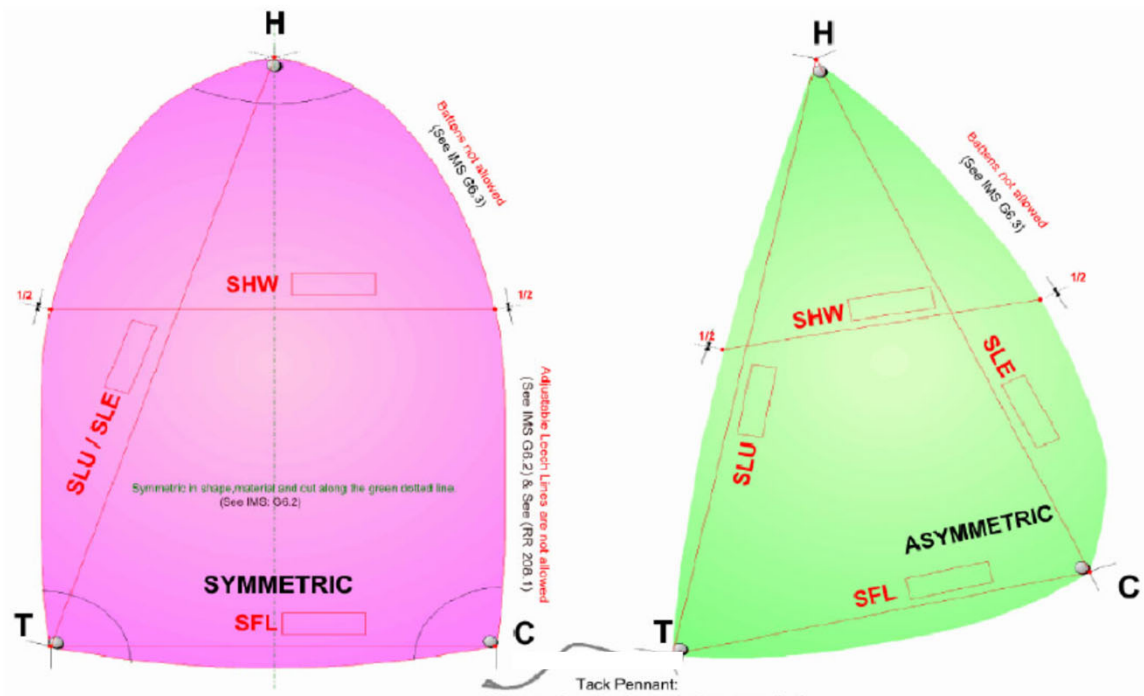 H
Battens not allowed
(See IMS G6.3)
1/2
SHW
1/2
SLU / SLE
Adjustable Leech Lines are not allowed
(See IMS G6.2) & See (RR 206.1)
Symmetric in shape,material and cut along the green dotted line.
(See IMS: G6.2)
SYMMETRIC
T
SFL
C
H
Battens not allowed
(See IMS G6.3)
1/2
SHW
1/2
SLE
SLU
ASYMMETRIC
SFL
C
T
Tack Pennant: